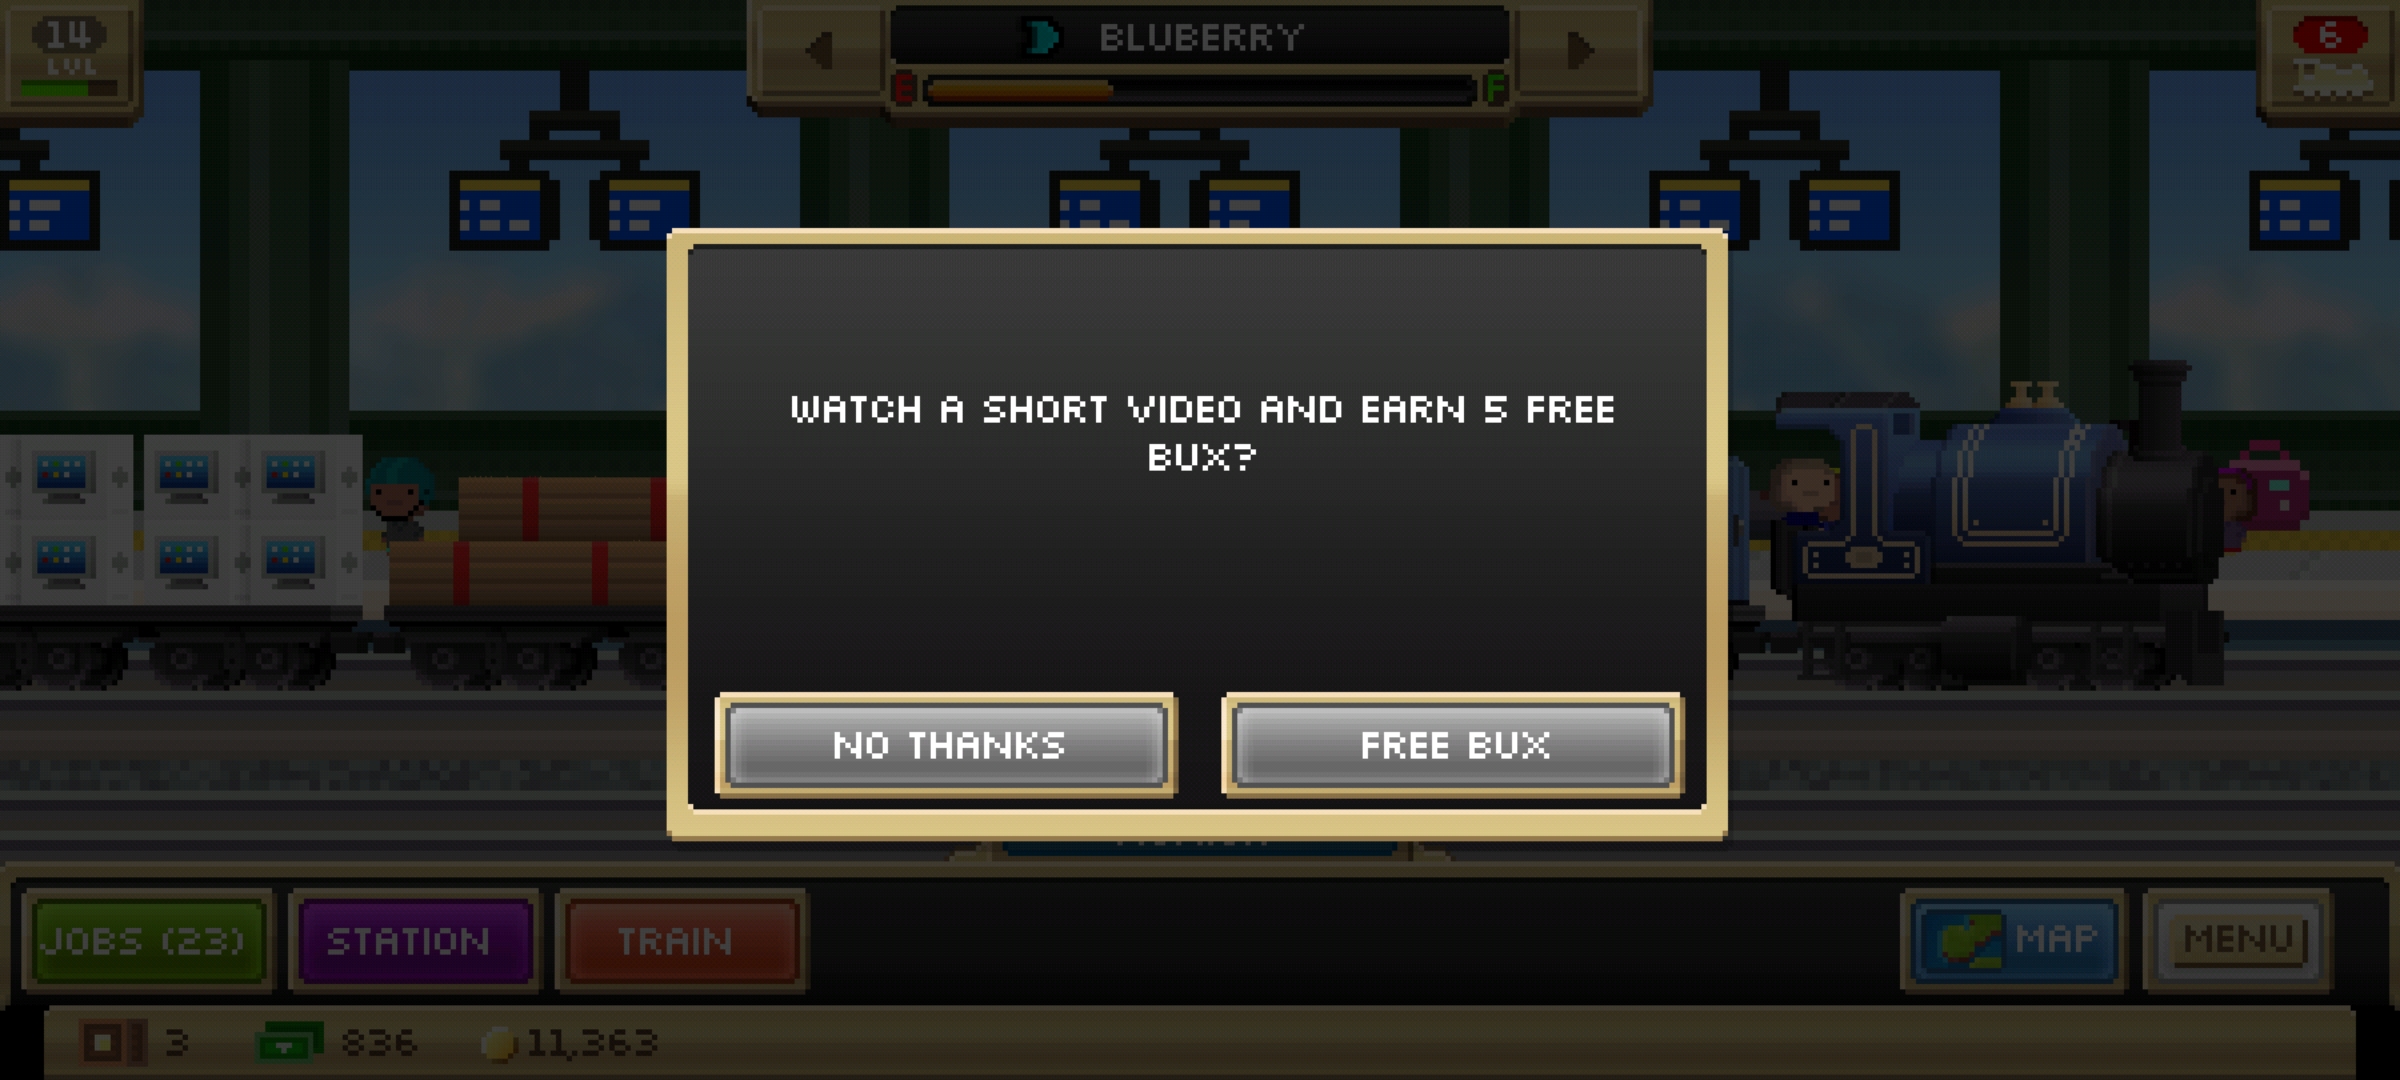 14
LVL
BLUBERRY
E
F
6
WATCH A SHORT VIDEO AND EARN 5 FREE
BUX?
NO THANKS
FREE BUX
JOBS (23)
STATION
TRAIN
MAP
MENU
3
836
11,363